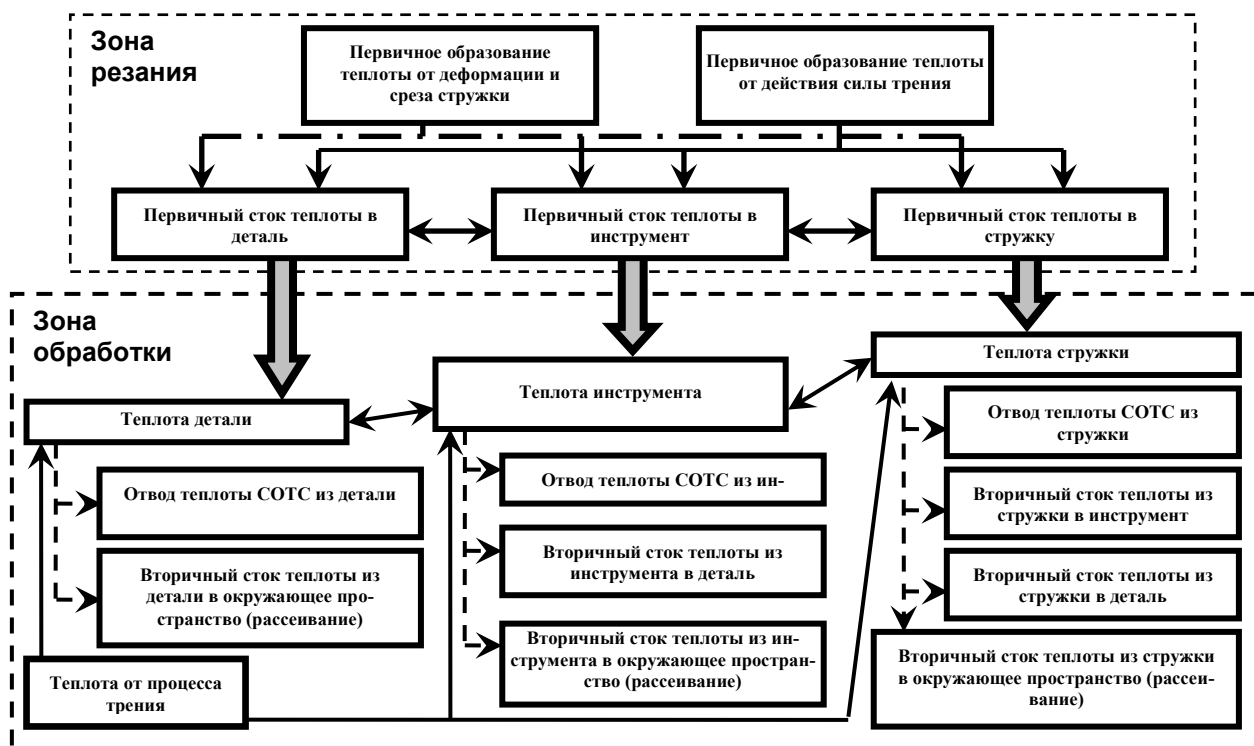 Зона
резания
Первичное образование
теплоты от деформации и
среза стружки
Первичное образование теплоты
от действия силы трения
Первичный сток теплоты в
деталь
Первичный сток теплоты в
инструмент
Первичный сток теплоты в
стружку
Зона
обработки
Теплота детали
Теплота инструмента
Теплота стружки
Отвод теплоты СОТС из детали
Вторичный сток теплоты из
детали в окружающее про-
странство (рассеивание)
Теплота от процесса
трения
Отвод теплоты СОТС из ин-
Вторичный сток теплоты из
инструмента в деталь
Вторичный сток теплоты из ин-
струмента в окружающее простран-
ство (рассеивание)
Отвод теплоты СОТС из
стружки
Вторичный сток теплоты из
стружки в инструмент
Вторичный сток теплоты из
стружки в деталь
Вторичный сток теплоты из стружки
в окружающее пространство (рассеи-
вание)